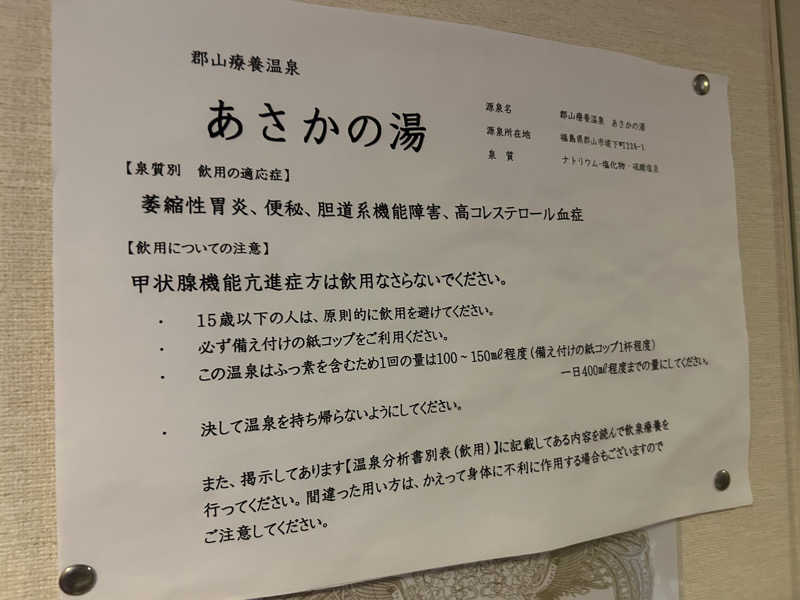 郡山療養温泉
あさかの湯
源泉名 郡山療養温泉 あさかの湯
源泉所在地 福島県郡山市堤下町228-1
泉 質 ナトリウム-塩化物・硫酸塩泉
【泉質別 飲用の適応症】
萎縮性胃炎、便秘、胆道系機能障害、高コレステロール血症
【飲用についての注意】
甲状腺機能亢進症方は飲用なさらないでください。
・ 15歳以下の人は、原則的に飲用を避けてください。
・ 必ず備え付けの紙コップをご利用ください。
・ この温泉はふっ素を含むため1回の量は100~150㎖程度(備え付けの紙コップ1杯程度)
一日400㎖程度までの量にしてください。
・ 決して温泉を持ち帰らないようにしてください。
また、掲示してあります【温泉分析書別表(飲用)】に記載してある内容を読んで飲泉療養を
行ってください。間違った用い方は、かえって身体に不利に作用する場合もございますので
ご注意してください。